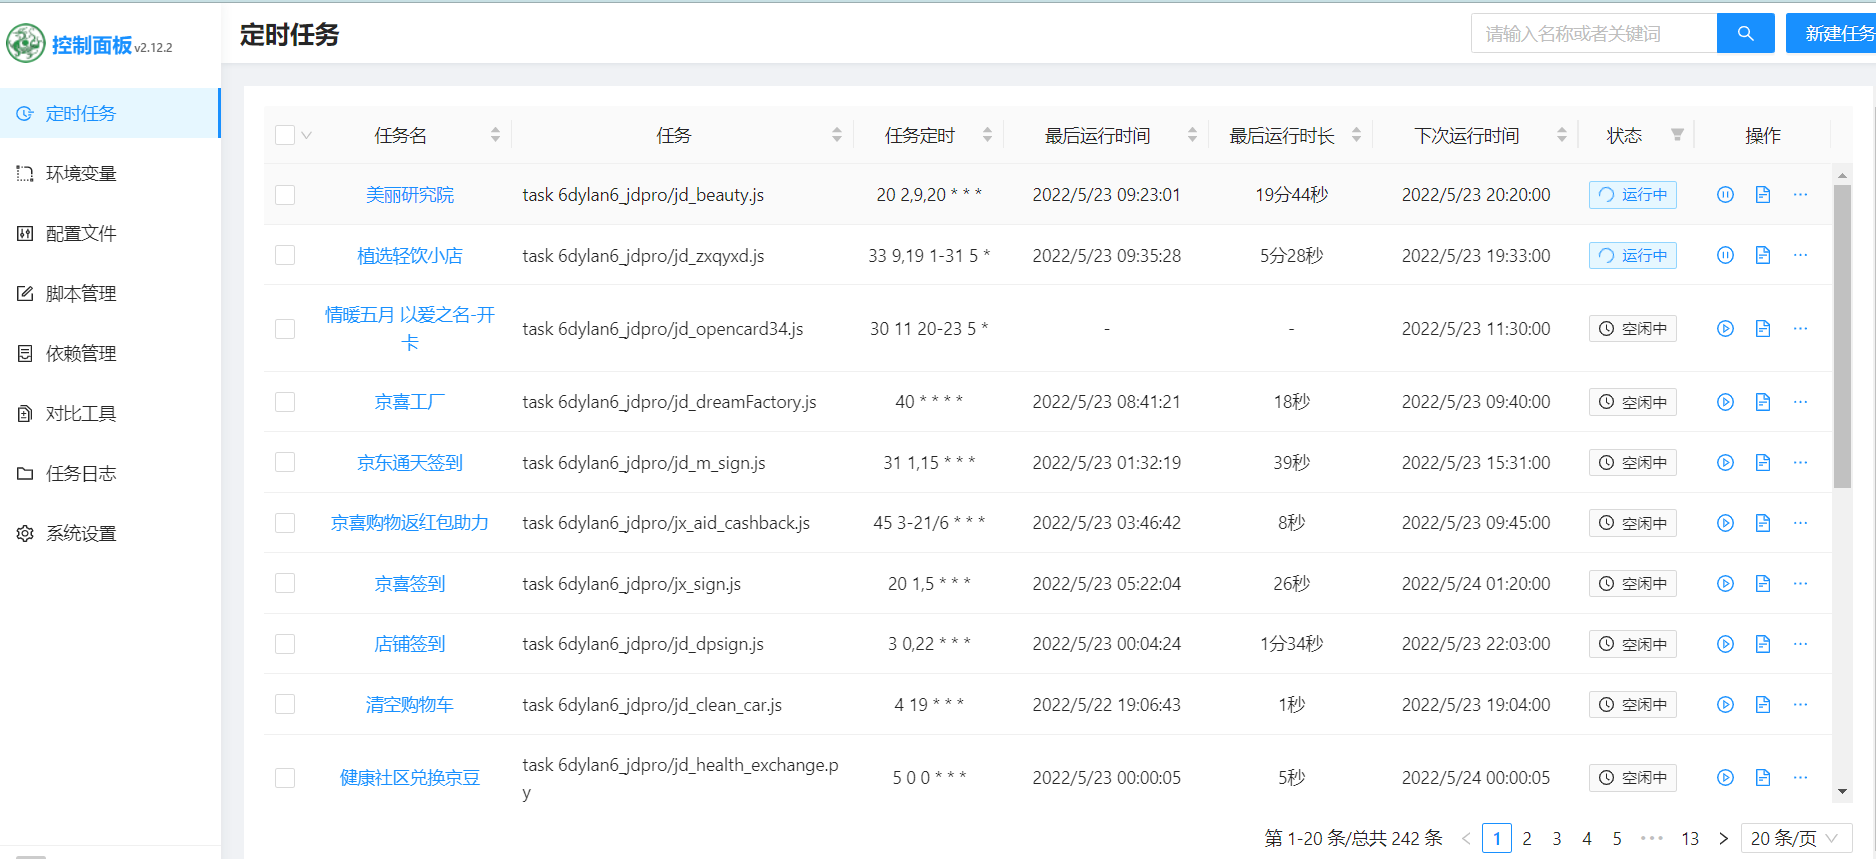 控制面板 v2.12.2
定时任务
环境变量
配置文件
脚本管理
依赖管理
对比工具
任务日志
系统设置
定时任务
请输入名称或者关键词
新建任务
任务名 任务 任务定时 最后运行时间 最后运行时长 下次运行时间 状态 操作
美丽研究院 task 6dylan6_jdpro/jd_beauty.js 20 2,9,20 * * * 2022/5/23 09:23:01 19分44秒 2022/5/23 20:20:00 运行中 ···
植选轻饮小店 task 6dylan6_jdpro/jd_zxqyxd.js 33 9,19 1-31 5 * 2022/5/23 09:35:28 5分28秒 2022/5/23 19:33:00 运行中 ···
情暖五月 以爱之名-开
卡
task 6dylan6_jdpro/jd_opencard34.js 30 11 20-23 5 * - - 2022/5/23 11:30:00 空闲中 ···
京喜工厂 task 6dylan6_jdpro/jd_dreamFactory.js 40 * * * * 2022/5/23 08:41:21 18秒 2022/5/23 09:40:00 空闲中 ···
京东通天签到 task 6dylan6_jdpro/jd_m_sign.js 31 1,15 * * * 2022/5/23 01:32:19 39秒 2022/5/23 15:31:00 空闲中 ···
京喜购物返红包助力 task 6dylan6_jdpro/jx_aid_cashback.js 45 3-21/6 * * * 2022/5/23 03:46:42 8秒 2022/5/23 09:45:00 空闲中 ···
京喜签到 task 6dylan6_jdpro/jx_sign.js 20 1,5 * * * 2022/5/23 05:22:04 26秒 2022/5/24 01:20:00 空闲中 ···
店铺签到 task 6dylan6_jdpro/jd_dpsign.js 3 0,22 * * * 2022/5/23 00:04:24 1分34秒 2022/5/23 22:03:00 空闲中 ···
清空购物车 task 6dylan6_jdpro/jd_clean_car.js 4 19 * * * 2022/5/22 19:06:43 1秒 2022/5/23 19:04:00 空闲中 ···
健康社区兑换京豆 task 6dylan6_jdpro/jd_health_exchange.p
y
5 0 0 * * * 2022/5/23 00:00:05 5秒 2022/5/24 00:00:05 空闲中 ···
第 1-20 条/总共 242 条 < 1 2 3 4 5 ··· 13 > 20 条/页